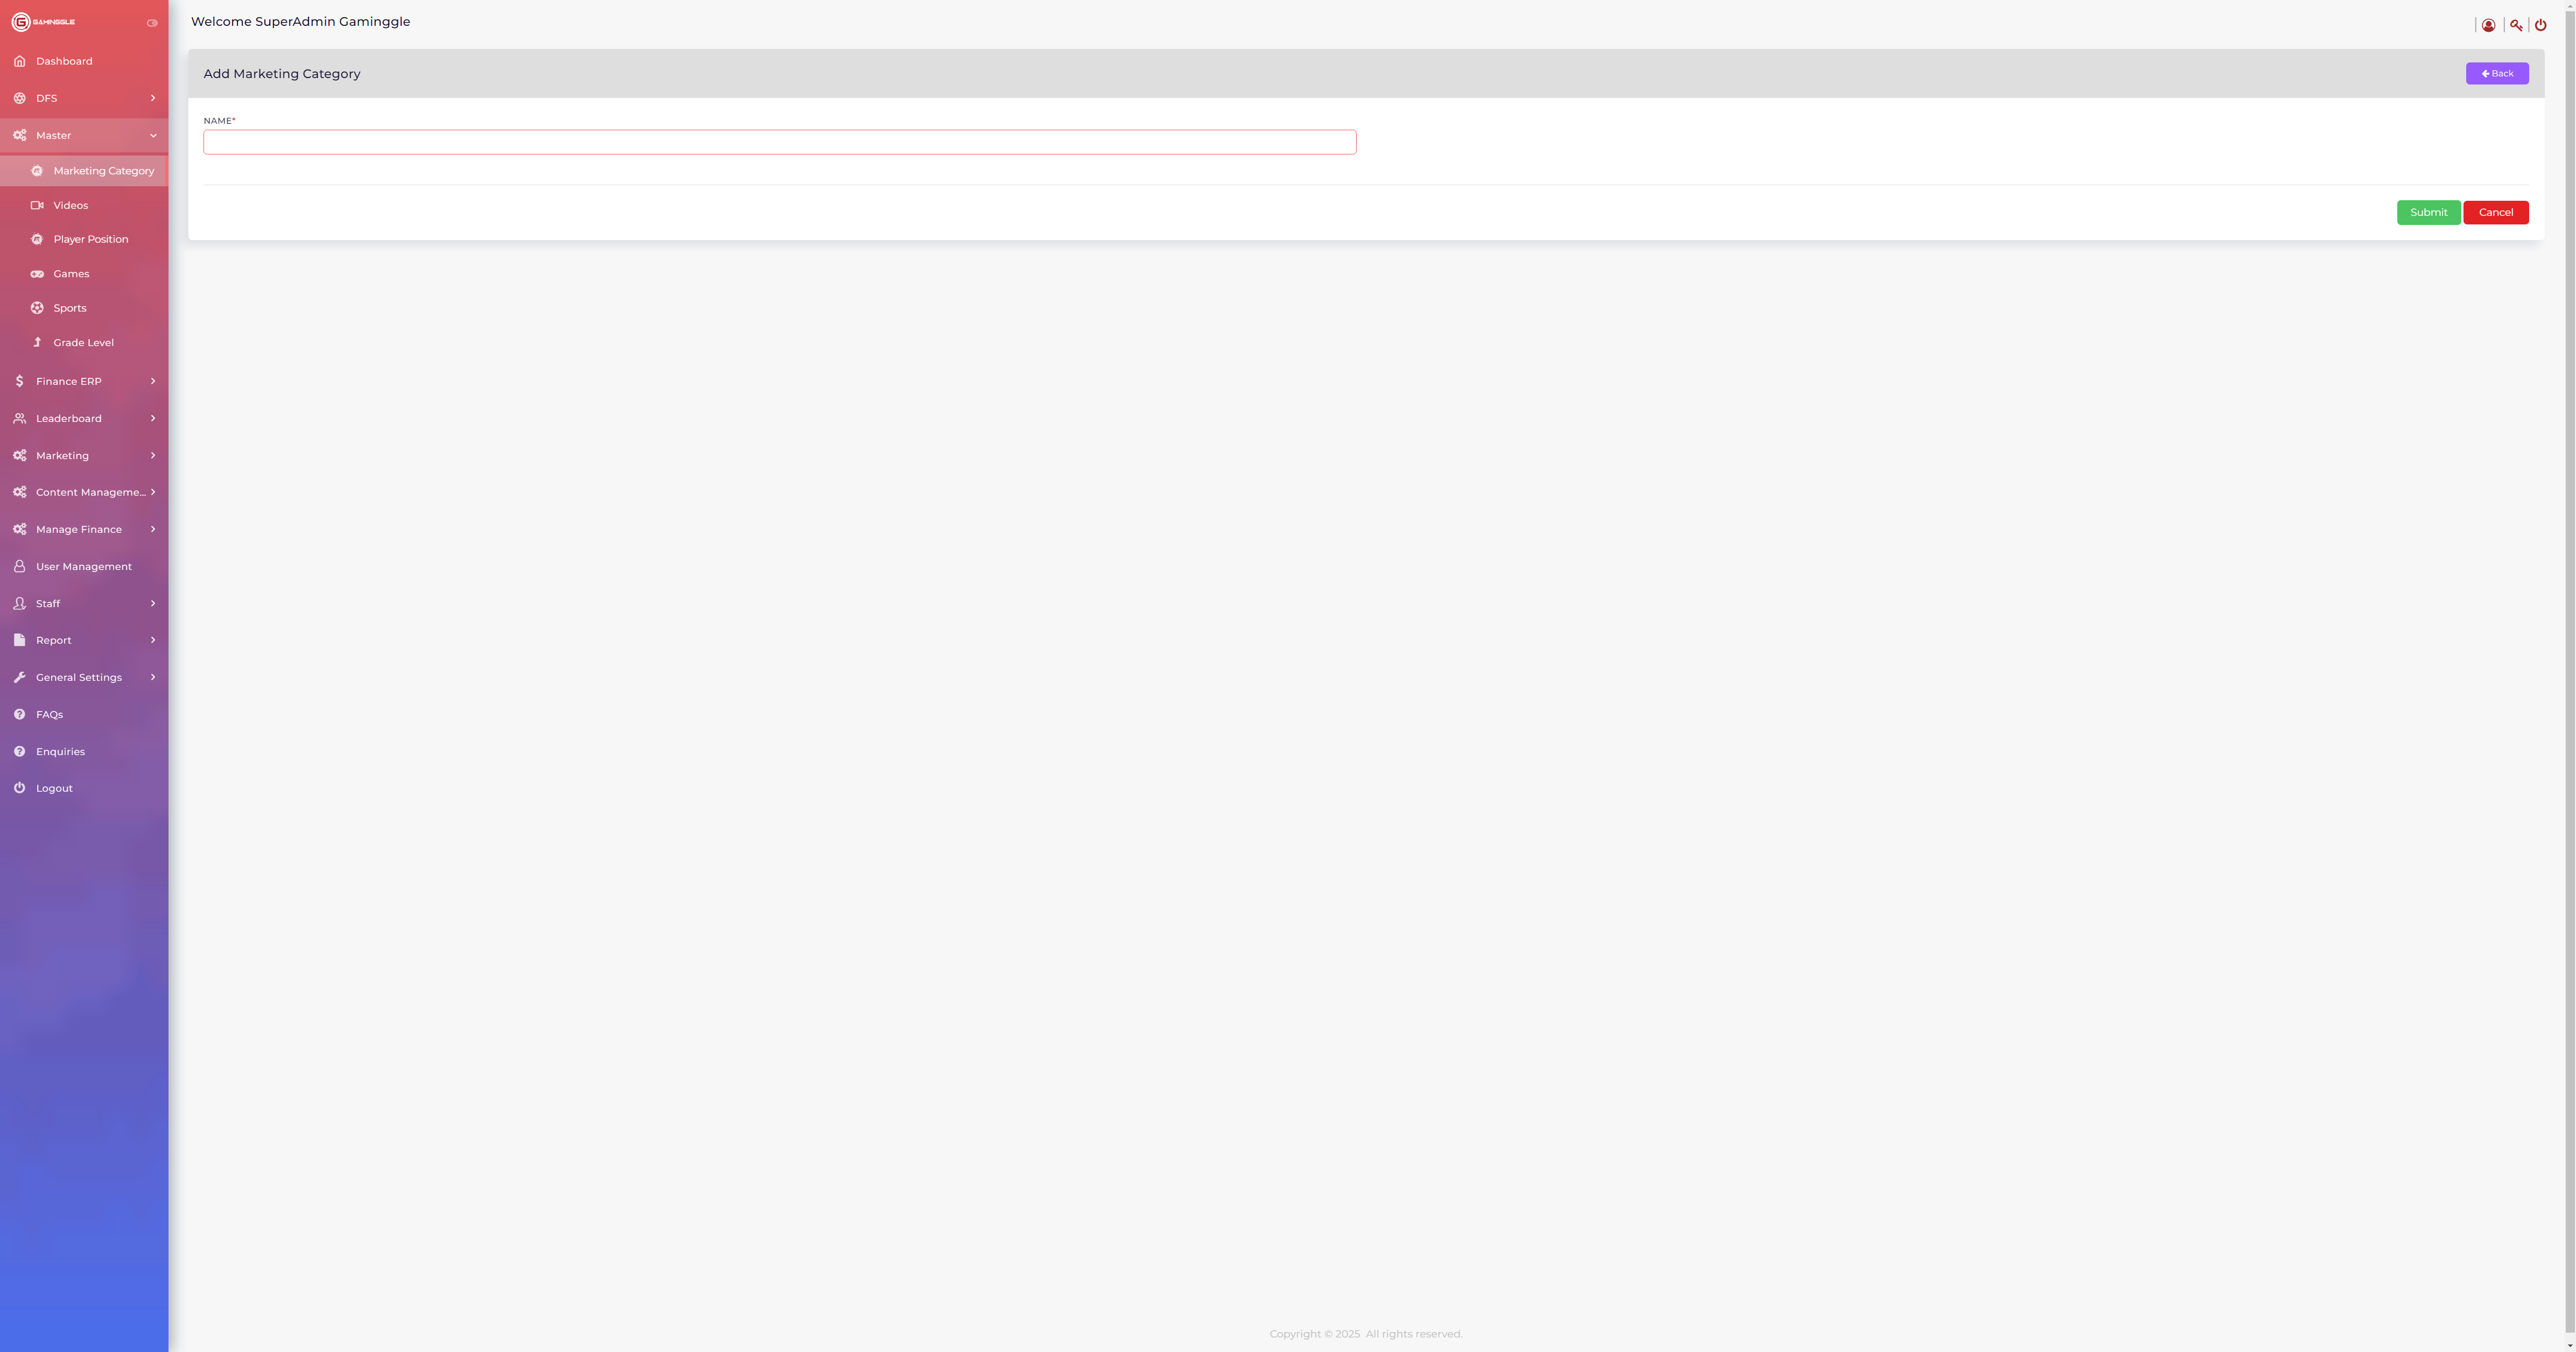 GAMINGGLE
Welcome SuperAdmin Gaminggle
Dashboard
DFS
Master
Marketing Category
Videos
Player Position
Games
Sports
Grade Level
Finance ERP
Leaderboard
Marketing
Content Manageme...
Manage Finance
User Management
Staff
Report
General Settings
FAQs
Enquiries
Logout
Add Marketing Category
Back
NAME*
Submit
Cancel
Copyright © 2025 All rights reserved.